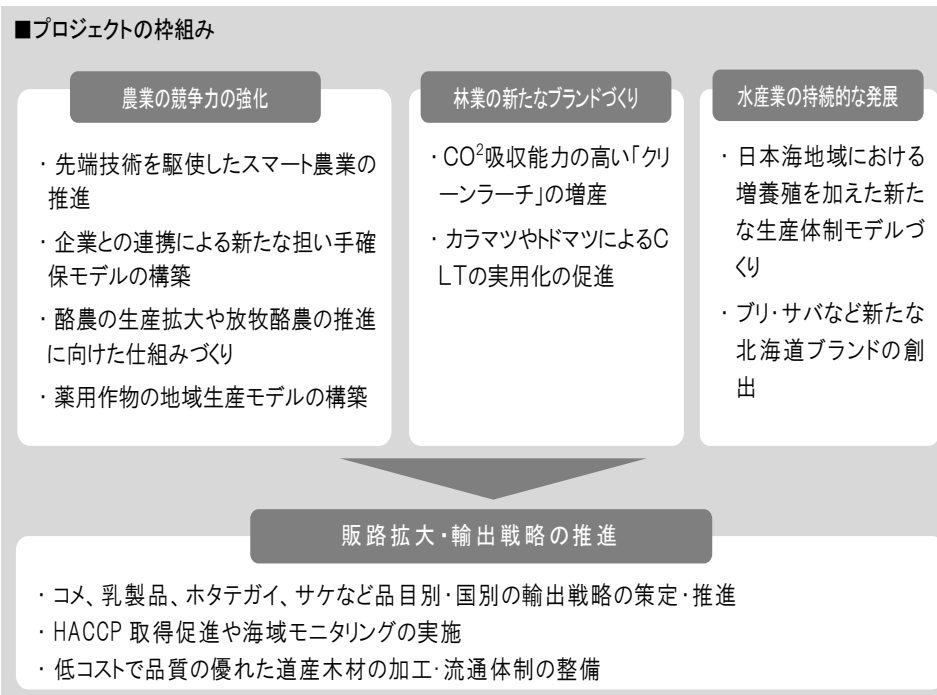 ■プロジェクトの枠組み
農業の競争力の強化
・先端技術を駆使したスマート農業の
推進
・企業との連携による新たな担い手確
保モデルの構築
・酪農の生産拡大や放牧酪農の推進
に向けた仕組みづくり
・薬用作物の地域生産モデルの構築
林業の新たなブランドづくり
・CO²吸収能力の高い「クリ
ーンラーチ」の増産
・カラマツやトドマツによるC
LTの実用化の促進
水産業の持続的な発展
・日本海地域における
増養殖を加えた新た
な生産体制モデルづ
くり
・ブリ・サバなど新たな
北海道ブランドの創
出
販路拡大・輸出戦略の推進
・コメ、乳製品、ホタテガイ、サケなど品目別・国別の輸出戦略の策定・推進
・HACCP 取得促進や海域モニタリングの実施
・低コストで品質の優れた道産木材の加工・流通体制の整備